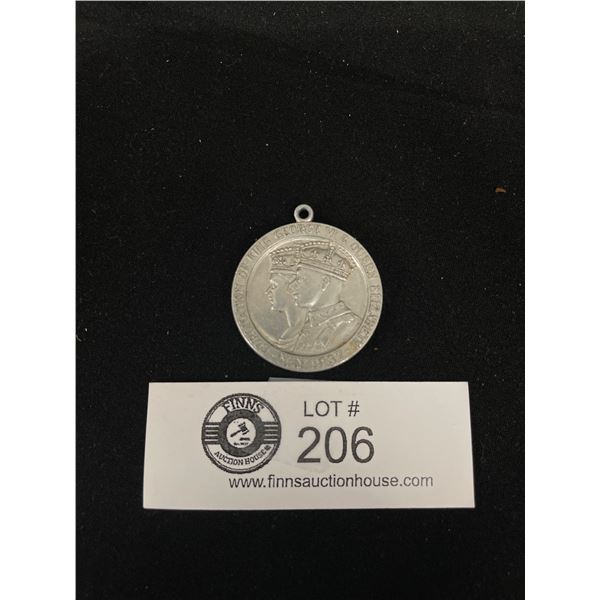 CORONATION OF KING GEORGE VI & QUEEN ELIZABETH
MAY 1937
FINNS
AUCTION HOUSE
LOT #
206
www.finnsauctionhouse.com